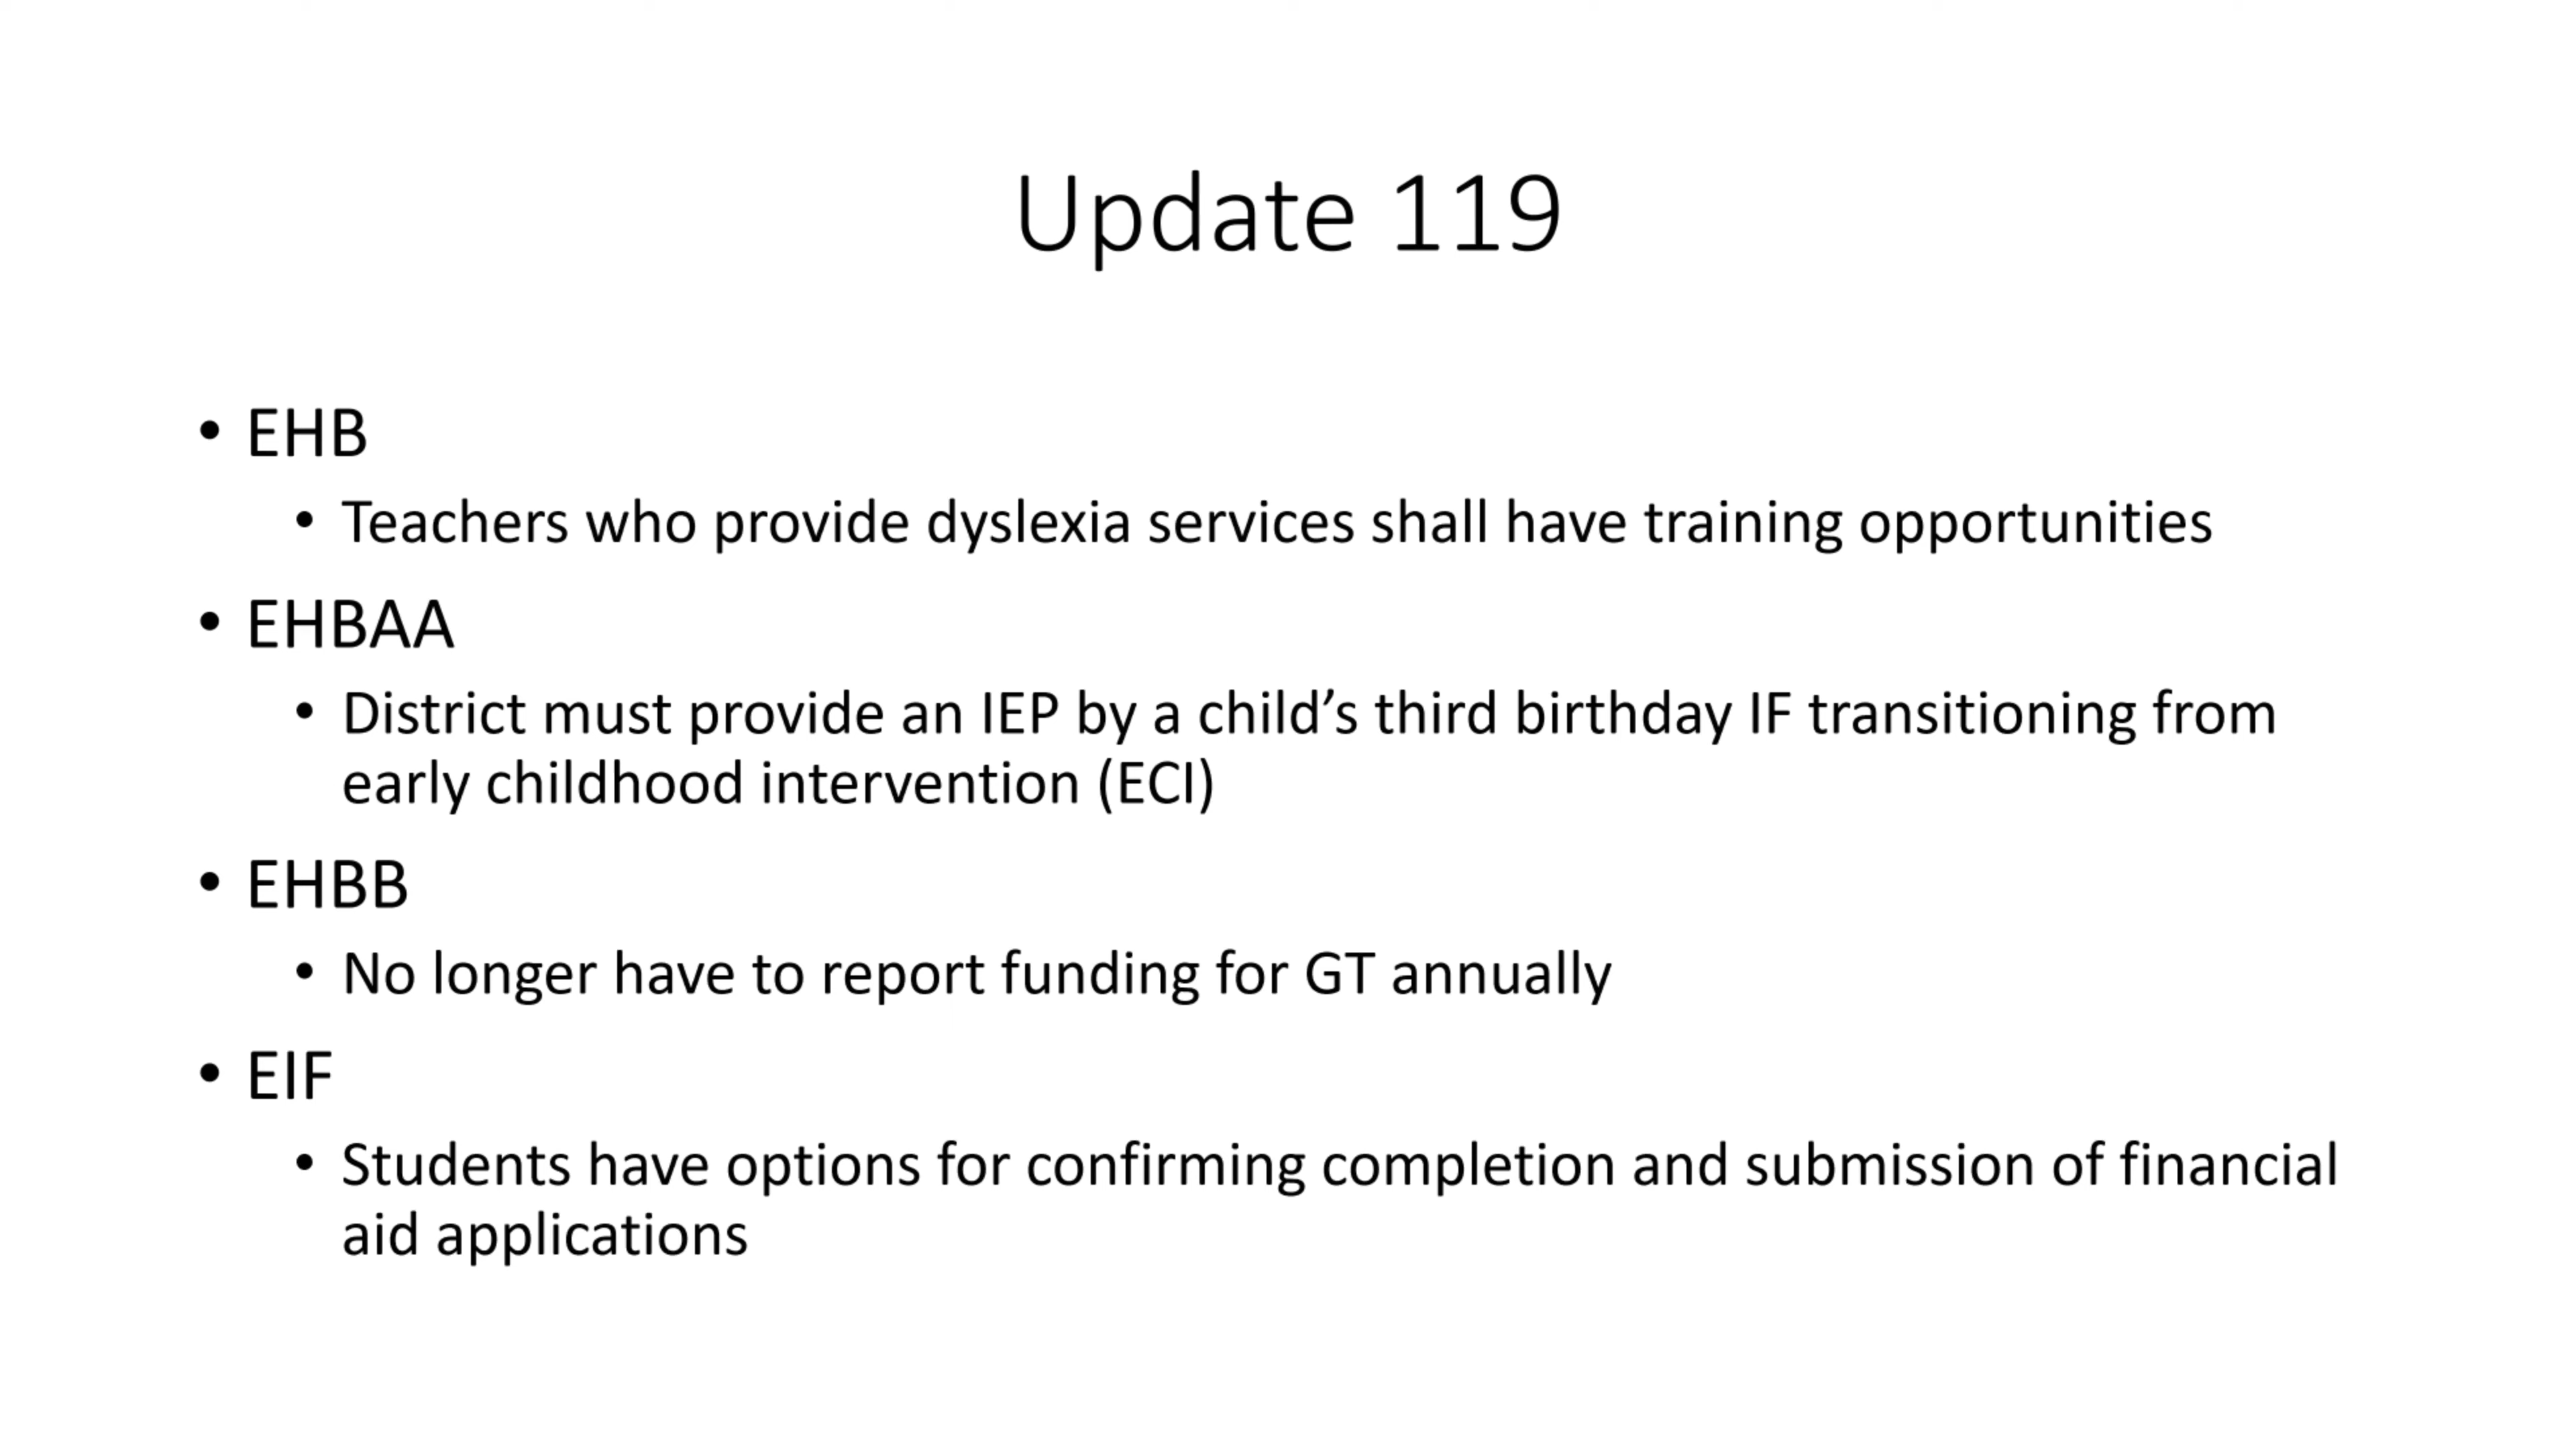 Update 119
• EHB
• Teachers who provide dyslexia services shall have training opportunities
• EHBAA
• District must provide an IEP by a child’s third birthday IF transitioning from
early childhood intervention (ECI)
• EHBB
• No longer have to report funding for GT annually
• EIF
• Students have options for confirming completion and submission of financial
aid applications